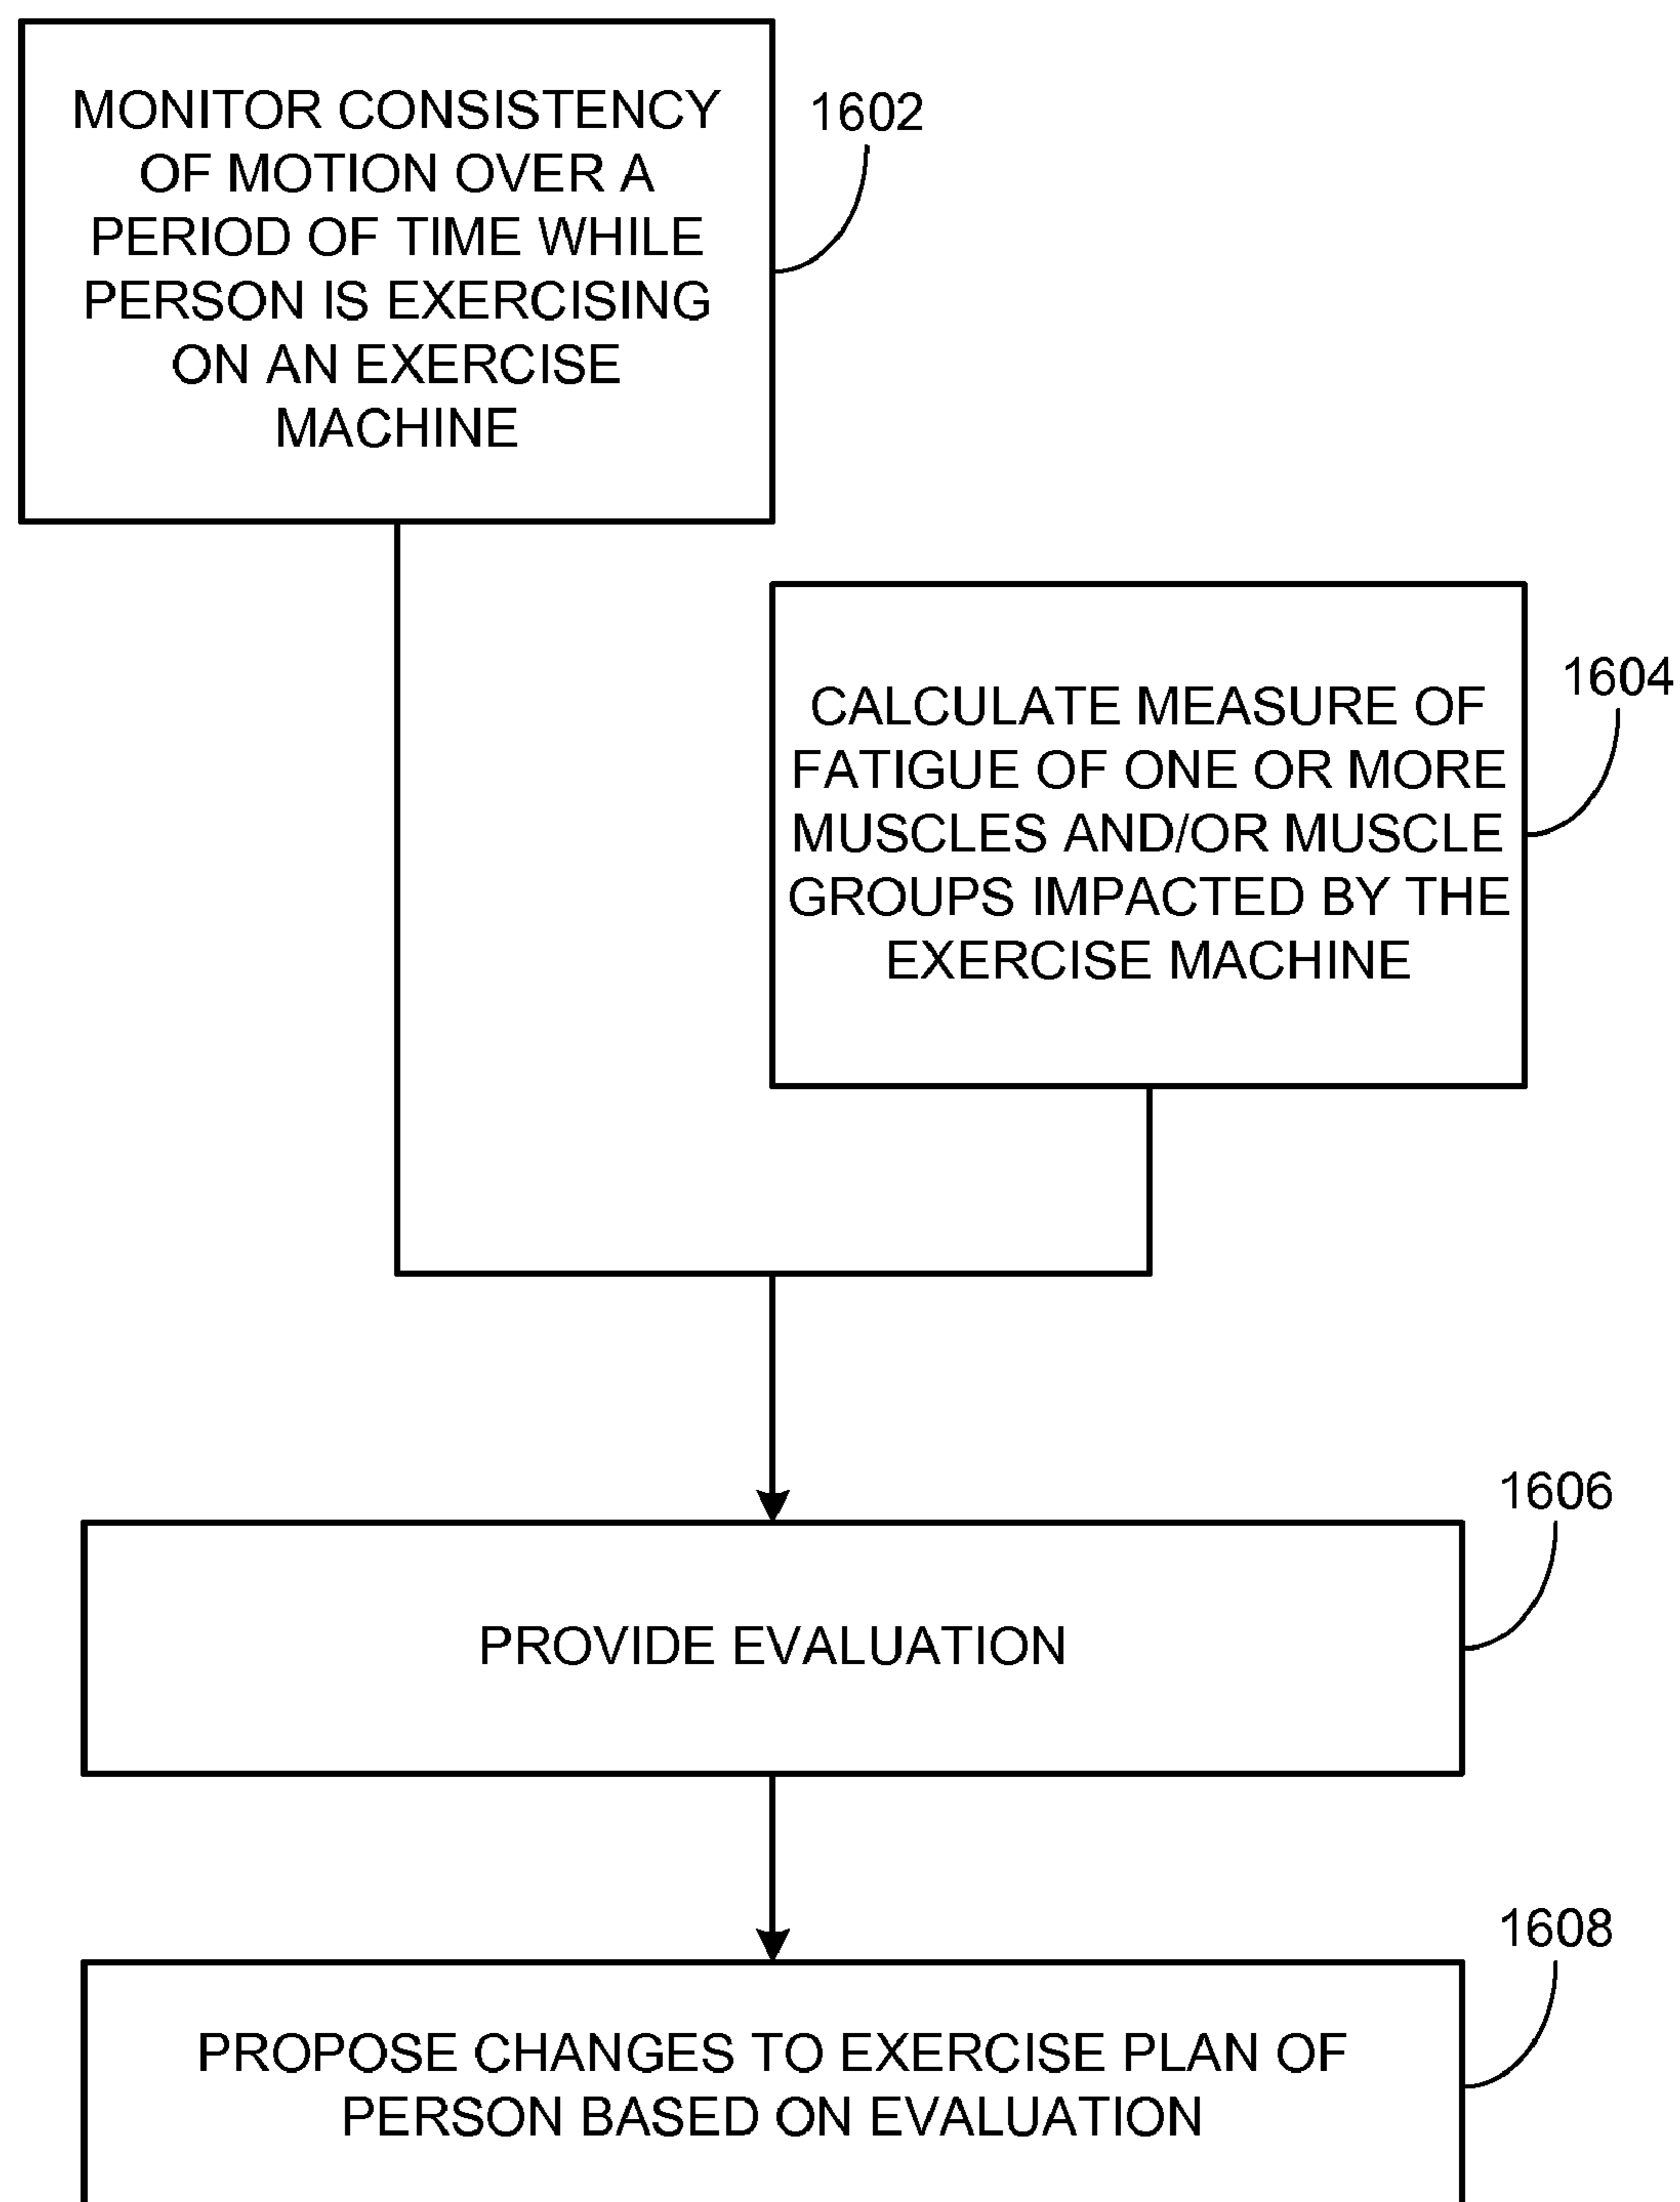 MONITOR CONSISTENCY
OF MOTION OVER A
PERIOD OF TIME WHILE
PERSON IS EXERCISING
ON AN EXERCISE
MACHINE
1602
CALCULATE MEASURE OF
FATIGUE OF ONE OR MORE
MUSCLES AND/OR MUSCLE
GROUPS IMPACTED BY THE
EXERCISE MACHINE
1604
PROVIDE EVALUATION
1606
PROPOSE CHANGES TO EXERCISE PLAN OF
PERSON BASED ON EVALUATION
1608